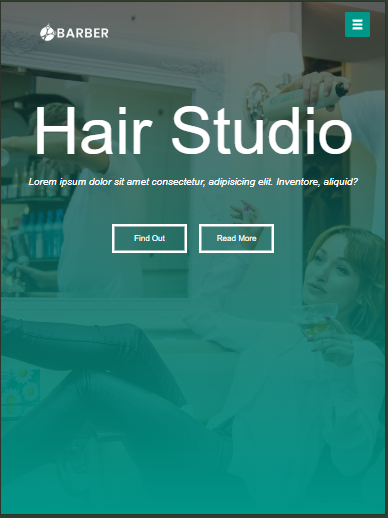 BARBER
Hair Studio
Lorem ipsum dolor sit amet consectetur, adipisicing elit. Inventore, aliquid?
Find Out
Read More